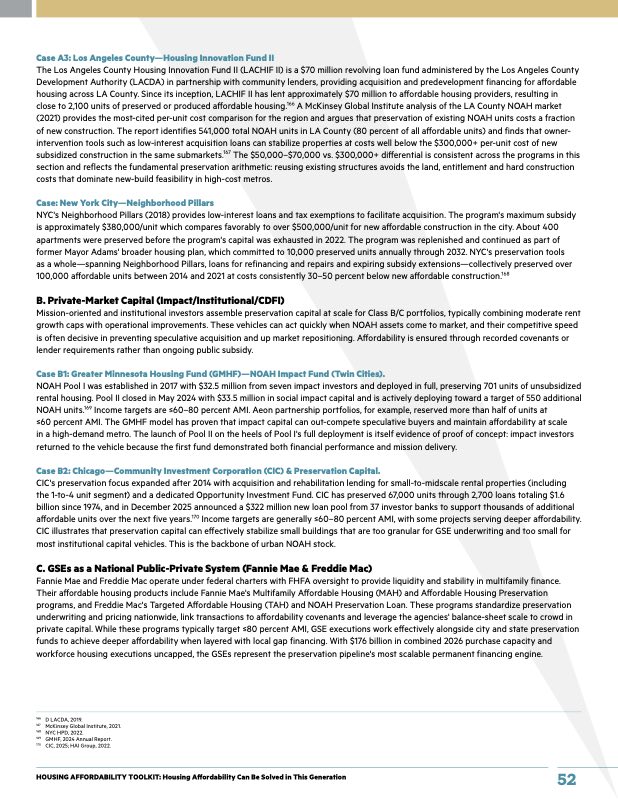 Case A3: Los Angeles County—Housing Innovation Fund II
The Los Angeles County Housing Innovation Fund II (LACHIF II) is a $70 million revolving loan fund administered by the Los Angeles County
Development Authority (LACDA) in partnership with community lenders, providing acquisition and predevelopment financing for affordable
housing across LA County. Since its inception, LACHIF II has lent approximately $70 million to affordable housing providers, resulting in
close to 2,100 units of preserved or produced affordable housing.¹⁶⁶ A McKinsey Global Institute analysis of the LA County NOAH market
(2021) provides the most-cited per-unit cost comparison for the region and argues that preservation of existing NOAH units costs a fraction
of new construction. The report identifies 541,000 total NOAH units in LA County (80 percent of all affordable units) and finds that owner-
intervention tools such as low-interest acquisition loans can stabilize properties at costs well below the $300,000+ per-unit cost of new
subsidized construction in the same submarkets.¹⁶⁷ The $50,000–$70,000 vs. $300,000+ differential is consistent across the programs in this
section and reflects the fundamental preservation arithmetic: reusing existing structures avoids the land, entitlement and hard construction
costs that dominate new-build feasibility in high-cost metros.
Case: New York City—Neighborhood Pillars
NYC's Neighborhood Pillars (2018) provides low-interest loans and tax exemptions to facilitate acquisition. The program's maximum subsidy
is approximately $380,000/unit which compares favorably to over $500,000/unit for new affordable construction in the city. About 400
apartments were preserved before the program's capital was exhausted in 2022. The program was replenished and continued as part of
former Mayor Adams' broader housing plan, which committed to 10,000 preserved units annually through 2032. NYC's preservation tools
as a whole—spanning Neighborhood Pillars, loans for refinancing and repairs and expiring subsidy extensions—collectively preserved over
100,000 affordable units between 2014 and 2021 at costs consistently 30–50 percent below new affordable construction.¹⁶⁸
B. Private-Market Capital (Impact/Institutional/CDFI)
Mission-oriented and institutional investors assemble preservation capital at scale for Class B/C portfolios, typically combining moderate rent
growth caps with operational improvements. These vehicles can act quickly when NOAH assets come to market, and their competitive speed
is often decisive in preventing speculative acquisition and up market repositioning. Affordability is ensured through recorded covenants or
lender requirements rather than ongoing public subsidy.
Case B1: Greater Minnesota Housing Fund (GMHF)—NOAH Impact Fund (Twin Cities).
NOAH Pool I was established in 2017 with $32.5 million from seven impact investors and deployed in full, preserving 701 units of unsubsidized
rental housing. Pool II closed in May 2024 with $33.5 million in social impact capital and is actively deploying toward a target of 550 additional
NOAH units.¹⁶⁹ Income targets are ≤60–80 percent AMI. Aeon partnership portfolios, for example, reserved more than half of units at
≤60 percent AMI. The GMHF model has proven that impact capital can out-compete speculative buyers and maintain affordability at scale
in a high-demand metro. The launch of Pool II on the heels of Pool I's full deployment is itself evidence of proof of concept: impact investors
returned to the vehicle because the first fund demonstrated both financial performance and mission delivery.
Case B2: Chicago—Community Investment Corporation (CIC) & Preservation Capital.
CIC's preservation focus expanded after 2014 with acquisition and rehabilitation lending for small-to-midscale rental properties (including
the 1-to-4 unit segment) and a dedicated Opportunity Investment Fund. CIC has preserved 67,000 units through 2,700 loans totaling $1.6
billion since 1974, and in December 2025 announced a $322 million new loan pool from 37 investor banks to support thousands of additional
affordable units over the next five years.¹⁷⁰ Income targets are generally ≤60–80 percent AMI, with some projects serving deeper affordability.
CIC illustrates that preservation capital can effectively stabilize small buildings that are too granular for GSE underwriting and too small for
most institutional capital vehicles. This is the backbone of urban NOAH stock.
C. GSEs as a National Public-Private System (Fannie Mae & Freddie Mac)
Fannie Mae and Freddie Mac operate under federal charters with FHFA oversight to provide liquidity and stability in multifamily finance.
Their affordable housing products include Fannie Mae's Multifamily Affordable Housing (MAH) and Affordable Housing Preservation
programs, and Freddie Mac's Targeted Affordable Housing (TAH) and NOAH Preservation Loan. These programs standardize preservation
underwriting and pricing nationwide, link transactions to affordability covenants and leverage the agencies' balance-sheet scale to crowd in
private capital. While these programs typically target ≤80 percent AMI, GSE executions work effectively alongside city and state preservation
funds to achieve deeper affordability when layered with local gap financing. With $176 billion in combined 2026 purchase capacity and
workforce housing executions uncapped, the GSEs represent the preservation pipeline's most scalable permanent financing engine.
¹⁶⁶ D LACDA, 2019.
¹⁶⁷ McKinsey Global Institute, 2021.
¹⁶⁸ NYC HPD, 2022.
¹⁶⁹ GMHF, 2024 Annual Report.
¹⁷⁰ CIC, 2025; HAI Group, 2022.
HOUSING AFFORDABILITY TOOLKIT: Housing Affordability Can Be Solved in This Generation
52